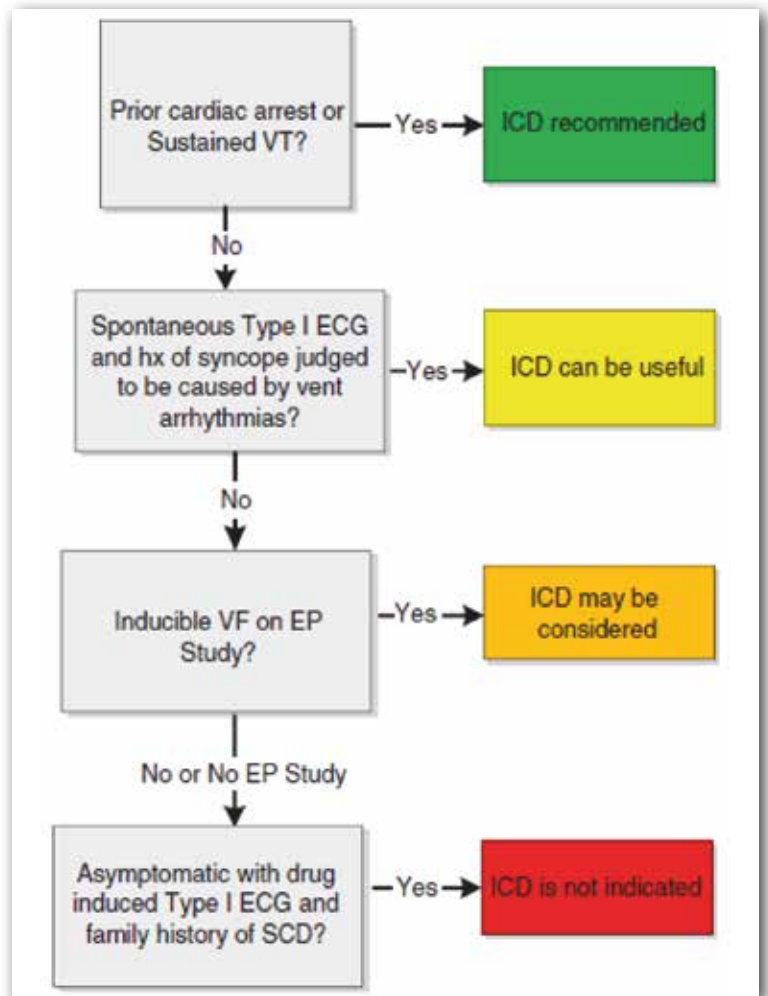 Prior cardiac arrest or
Sustained VT?
Yes
ICD recommended
No
Spontaneous Type I ECG
and hx of syncope judged
to be caused by vent
arrhythmias?
Yes
ICD can be useful
No
Inducible VF on EP
Study?
Yes
ICD may be
considered
No or No EP Study
Asymptomatic with drug
induced Type I ECG and
family history of SCD?
Yes
ICD is not indicated